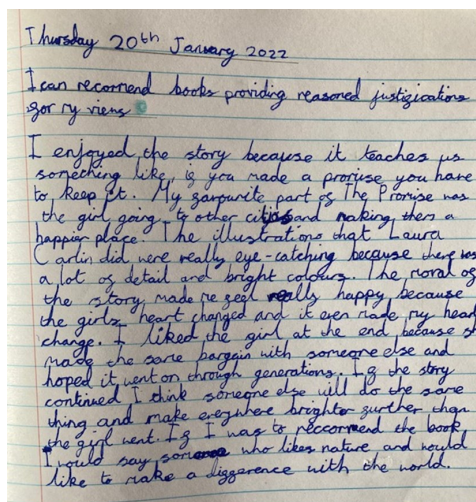 Thursday 20th January 2022
I can recommend books providing reasoned justifications
for my views
I enjoyed the story because it teaches us
something like, if you made a promise you have
to keep it. My favourite part of The Promise was
the girl going to other cities and making them a
happier place. The illustrations that Laura
Carlin did were really eye-catching because there was
a lot of detail and bright colours. The moral of
the story made me feel really happy because
the girls heart changed and it even made my head
change. I liked the girl at the end because
made the same bargain with someone else and
hoped it went on through generations. If the story
continued I think someone else will do the same
thing and make everywhere brighter further than
the girl went. If I was to reccomend the book
I would say someone who likes nature and would
like to make a difference with the world.